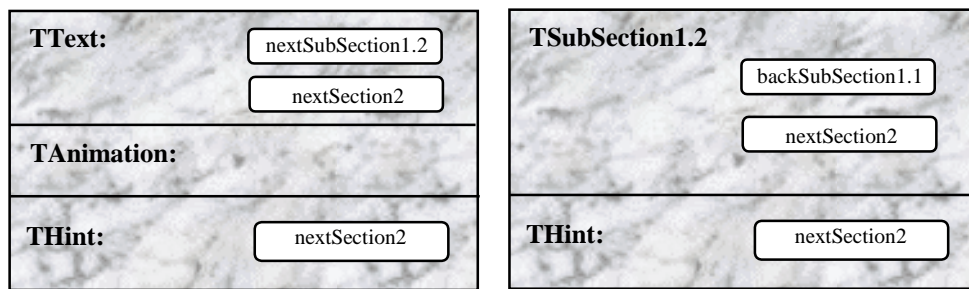 TText:
nextSubSection1.2
nextSection2
TAnimation:
THint:
nextSection2
TSubSection1.2
backSubSection1.1
nextSection2
THint:
nextSection2